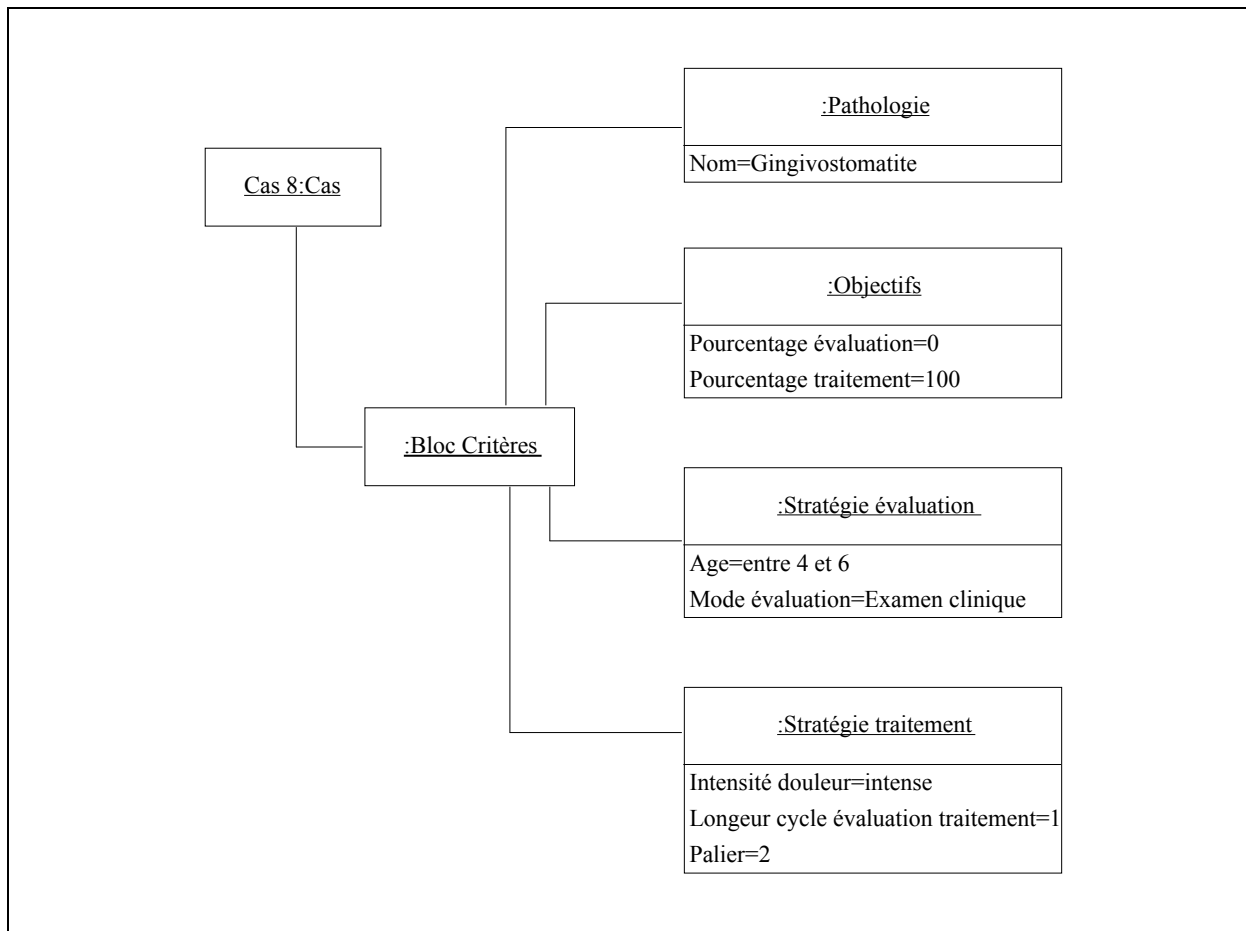 :Pathologie
Nom=Gingivostomatite
Cas 8:Cas
:Objectifs
Pourcentage évaluation=0
Pourcentage traitement=100
:Bloc Critères
:Stratégie évaluation
Age=entre 4 et 6
Mode évaluation=Examen clinique
:Stratégie traitement
Intensité douleur=intense
Longeur cycle évaluation traitement=1
Palier=2